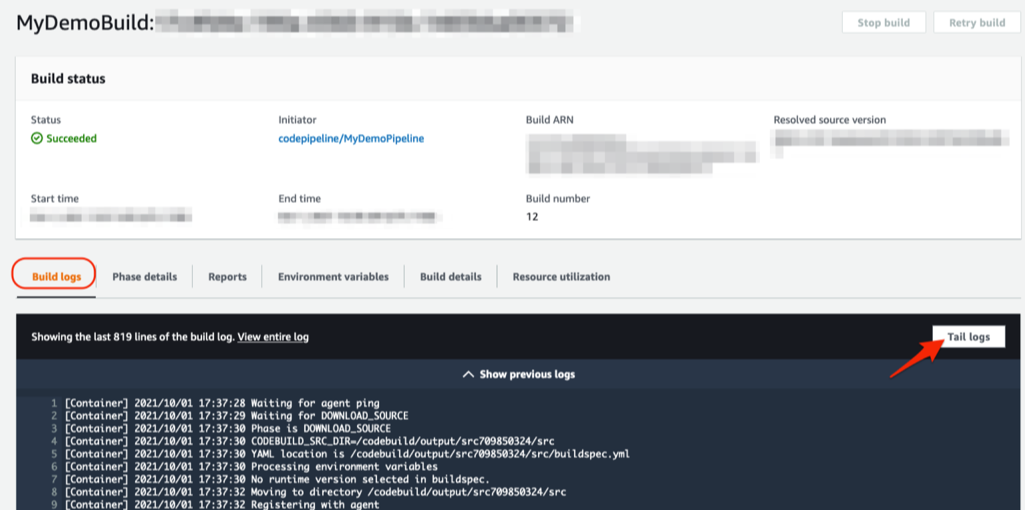 MyDemoBuild:
Stop build
Retry build
Build status
Status
Initiator
Build ARN
Resolved source version
Succeeded
codepipeline/MyDemoPipeline
Start time
End time
Build number
12
Build logs
Phase details
Reports
Environment variables
Build details
Resource utilization
Showing the last 819 lines of the build log. View entire log
Tail logs
Show previous logs
1 [Container] 2021/10/01 17:37:28 Waiting for agent ping
2 [Container] 2021/10/01 17:37:29 Waiting for DOWNLOAD_SOURCE
3 [Container] 2021/10/01 17:37:30 Phase is DOWNLOAD_SOURCE
4 [Container] 2021/10/01 17:37:30 CODEBUILD_SRC_DIR=/codebuild/output/src709850324/src
5 [Container] 2021/10/01 17:37:30 YAML location is /codebuild/output/src709850324/src/buildspec.yml
6 [Container] 2021/10/01 17:37:30 Processing environment variables
7 [Container] 2021/10/01 17:37:30 No runtime version selected in buildspec.
8 [Container] 2021/10/01 17:37:32 Moving to directory /codebuild/output/src709850324/src
9 [Container] 2021/10/01 17:37:32 Registering with agent